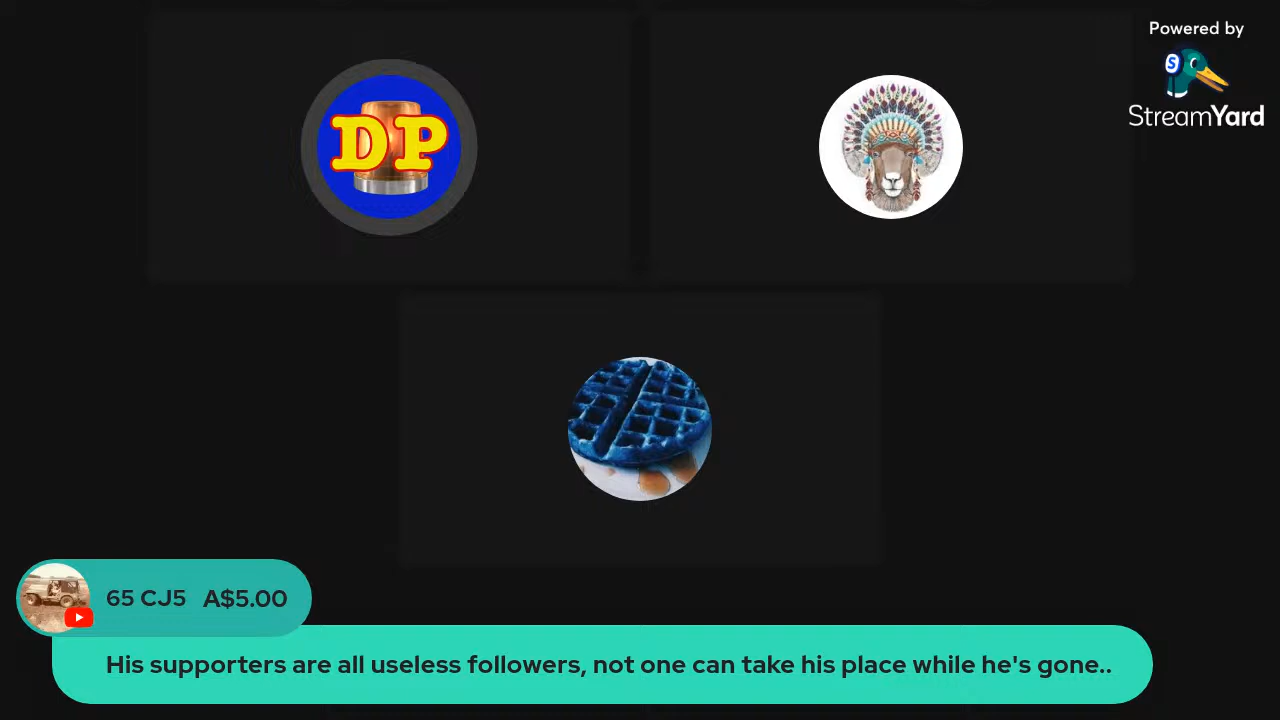 Powered by
S
StreamYard
DP
65 CJ5 A$5.00
His supporters are all useless followers, not one can take his place while he's gone..